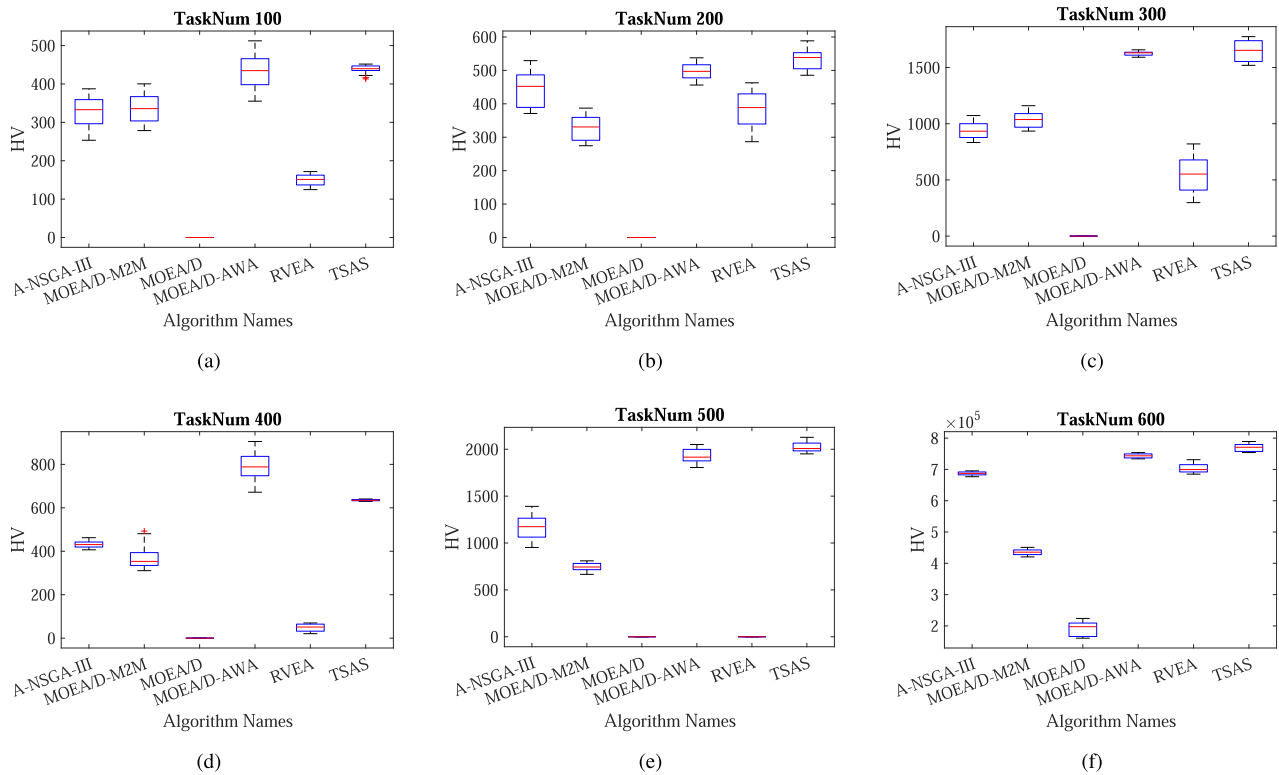 TaskNum 100
500
400
300
200
100
0
HV
A-NSGA-III
MOEA/D-M2M
MOEA/D
MOEA/D-AWA
RVEA
TSAS
Algorithm Names
(a)
TaskNum 200
600
500
400
300
200
100
0
HV
A-NSGA-III
MOEA/D-M2M
MOEA/D
MOEA/D-AWA
RVEA
TSAS
Algorithm Names
(b)
TaskNum 300
1500
1000
500
0
HV
A-NSGA-III
MOEA/D-M2M
MOEA/D
MOEA/D-AWA
RVEA
TSAS
Algorithm Names
(c)
TaskNum 400
800
600
400
200
0
HV
A-NSGA-III
MOEA/D-M2M
MOEA/D
MOEA/D-AWA
RVEA
TSAS
Algorithm Names
(d)
TaskNum 500
2000
1500
1000
500
0
HV
A-NSGA-III
MOEA/D-M2M
MOEA/D
MOEA/D-AWA
RVEA
TSAS
Algorithm Names
(e)
TaskNum 600
× 10^5
8
7
6
5
4
3
2
HV
A-NSGA-III
MOEA/D-M2M
MOEA/D
MOEA/D-AWA
RVEA
TSAS
Algorithm Names
(f)